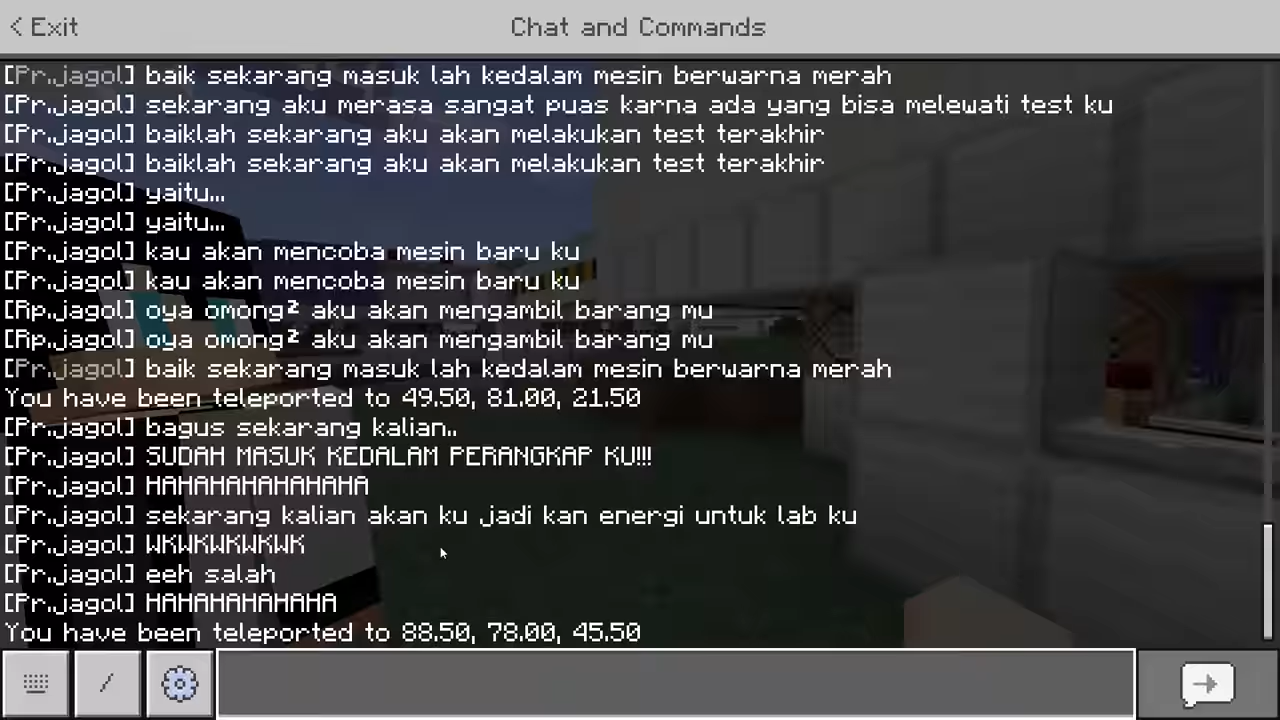 < Exit
Chat and Commands
[Pr..jagol] baik sekarang masuk lah kedalam mesin berwarna merah
[Pr..jagol] sekarang aku merasa sangat puas karna ada yang bisa melewati test ku
[Pr..jagol] baiklah sekarang aku akan melakukan test terakhir
[Pr..jagol] baiklah sekarang aku akan melakukan test terakhir
[Pr..jagol] yaitu...
[Pr..jagol] yaitu...
[Pr..jagol] kau akan mencoba mesin baru ku
[Pr..jagol] kau akan mencoba mesin baru ku
[Rp.jagol] oya omong² aku akan mengambil barang mu
[Rp.jagol] oya omong² aku akan mengambil barang mu
[Pr..jagol] baik sekarang masuk lah kedalam mesin berwarna merah
You have been teleported to 49.50, 81.00, 21.50
[Pr..jagol] bagus sekarang kalian..
[Pr..jagol] SUDAH MASUK KEDALAM PERANGKAP KU!!!
[Pr..jagol] HAHAHAHAHAHAHA
[Pr..jagol] sekarang kalian akan ku jadi kan energi untuk lab ku
[Pr..jagol] WKWKWKWKWK
[Pr..jagol] eeh salah
[Pr..jagol] HAHAHAHAHAHA
You have been teleported to 88.50, 78.00, 45.50
/